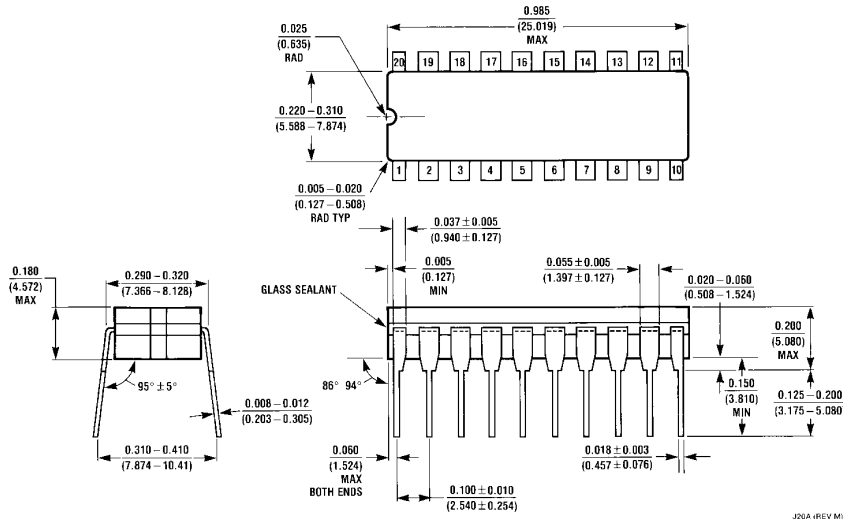 0.985
(25.019)
MAX
0.025
(0.635)
RAD
20 19 18 17 16 15 14 13 12 11
0.220 – 0.310
(5.588 – 7.874)
1 2 3 4 5 6 7 8 9 10
0.005 – 0.020
(0.127 – 0.508)
RAD TYP
0.037 ± 0.005
(0.940 ± 0.127)
0.180
(4.572)
MAX
0.290 – 0.320
(7.366 – 8.128)
GLASS SEALANT
0.005
(0.127)
MIN
0.055 ± 0.005
(1.397 ± 0.127)
0.020 – 0.060
(0.508 – 1.524)
0.200
(5.080)
MAX
95° ± 5°
86° 94°
0.150
(3.810)
MIN
0.125 – 0.200
(3.175 – 5.080)
0.008 – 0.012
(0.203 – 0.305)
0.310 – 0.410
(7.874 – 10.41)
0.060
(1.524)
MAX
BOTH ENDS
0.018 ± 0.003
(0.457 ± 0.076)
0.100 ± 0.010
(2.540 ± 0.254)
J20A (REV M)